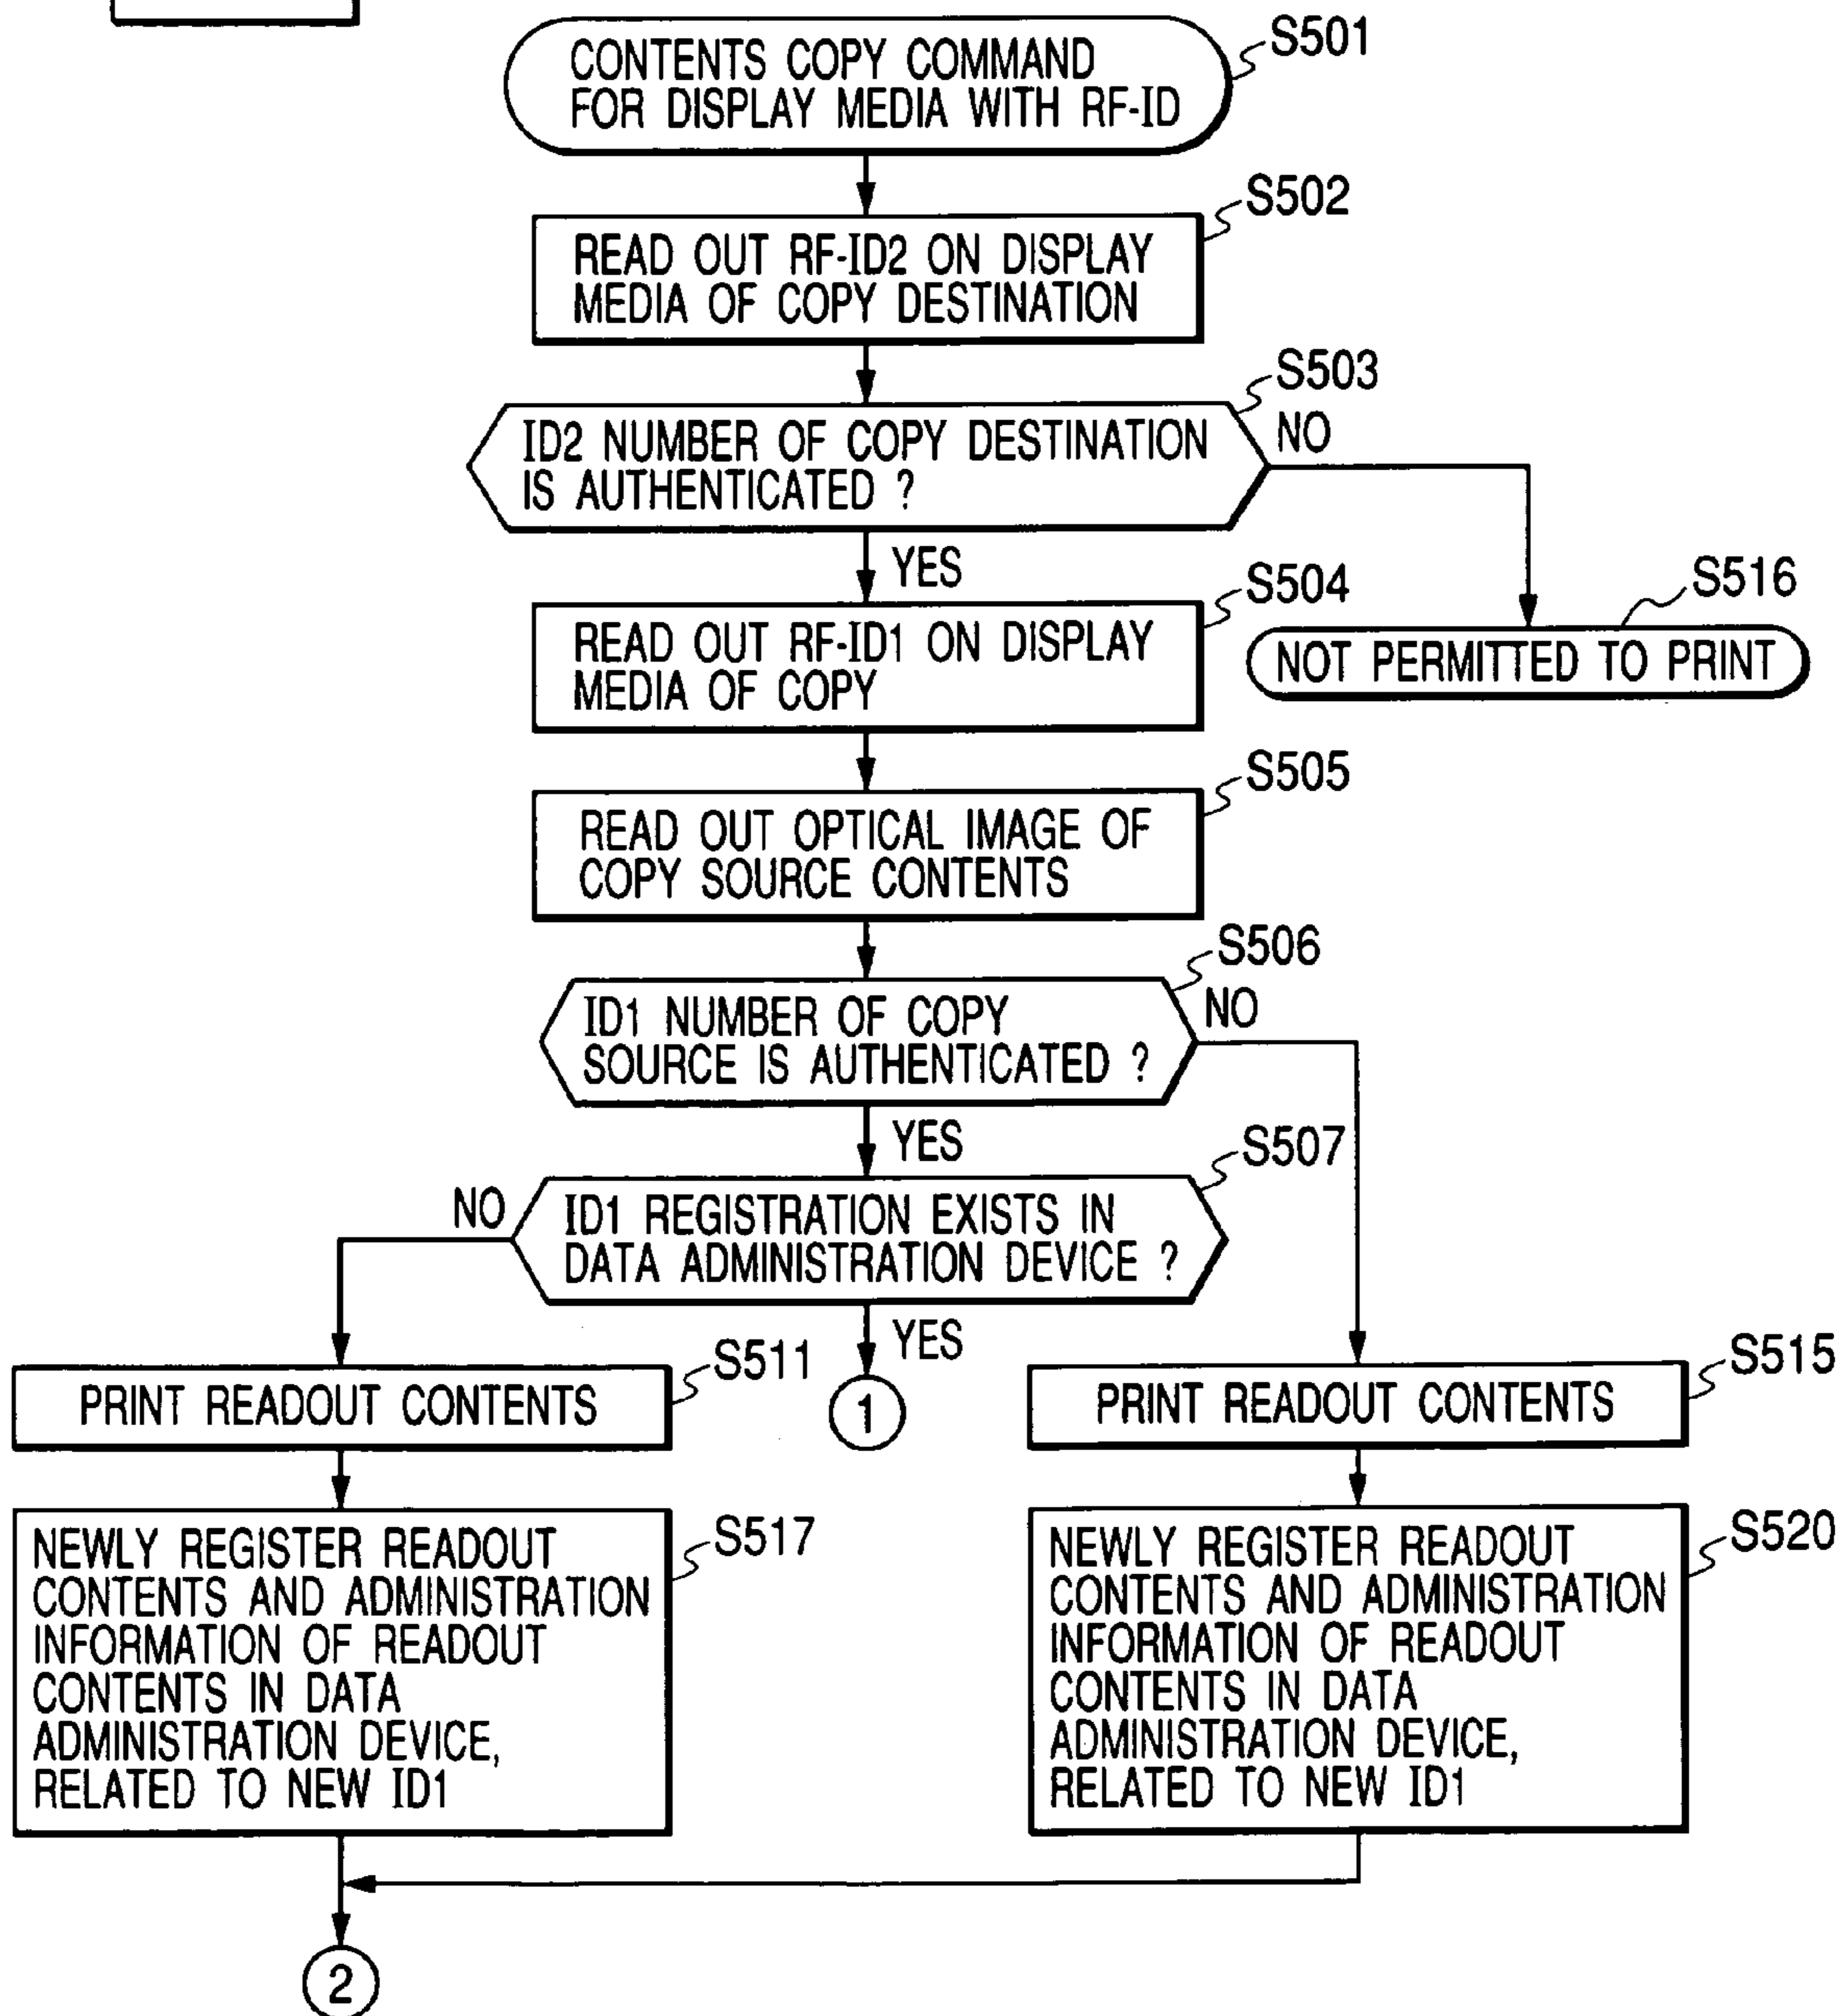 CONTENTS COPY COMMAND
FOR DISPLAY MEDIA WITH RF-ID
S501
READ OUT RF-ID2 ON DISPLAY
MEDIA OF COPY DESTINATION
S502
ID2 NUMBER OF COPY DESTINATION
IS AUTHENTICATED ?
S503
NO
YES
READ OUT RF-ID1 ON DISPLAY
MEDIA OF COPY
S504
S516
NOT PERMITTED TO PRINT
READ OUT OPTICAL IMAGE OF
COPY SOURCE CONTENTS
S505
ID1 NUMBER OF COPY
SOURCE IS AUTHENTICATED ?
S506
NO
YES
ID1 REGISTRATION EXISTS IN
DATA ADMINISTRATION DEVICE ?
S507
NO
YES
PRINT READOUT CONTENTS
S511
1
PRINT READOUT CONTENTS
S515
NEWLY REGISTER READOUT
CONTENTS AND ADMINISTRATION
INFORMATION OF READOUT
CONTENTS IN DATA
ADMINISTRATION DEVICE,
RELATED TO NEW ID1
S517
NEWLY REGISTER READOUT
CONTENTS AND ADMINISTRATION
INFORMATION OF READOUT
CONTENTS IN DATA
ADMINISTRATION DEVICE,
RELATED TO NEW ID1
S520
2